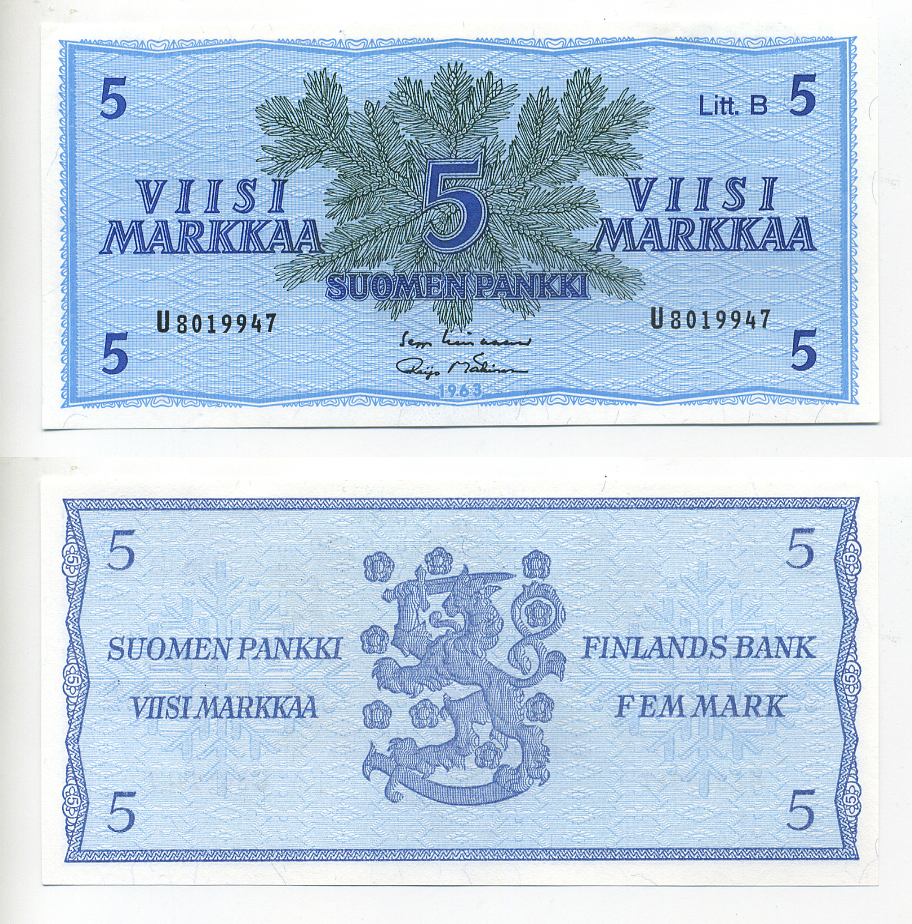 5 Litt. B 5
5
VIISI VIISI
MARKKAA MARKKAA
SUOMEN PANKKI
U8019947 U8019947
5 5
1963
5 5
SUOMEN PANKKI FINLANDS BANK
VIISI MARKKAA FEM MARK
5 5